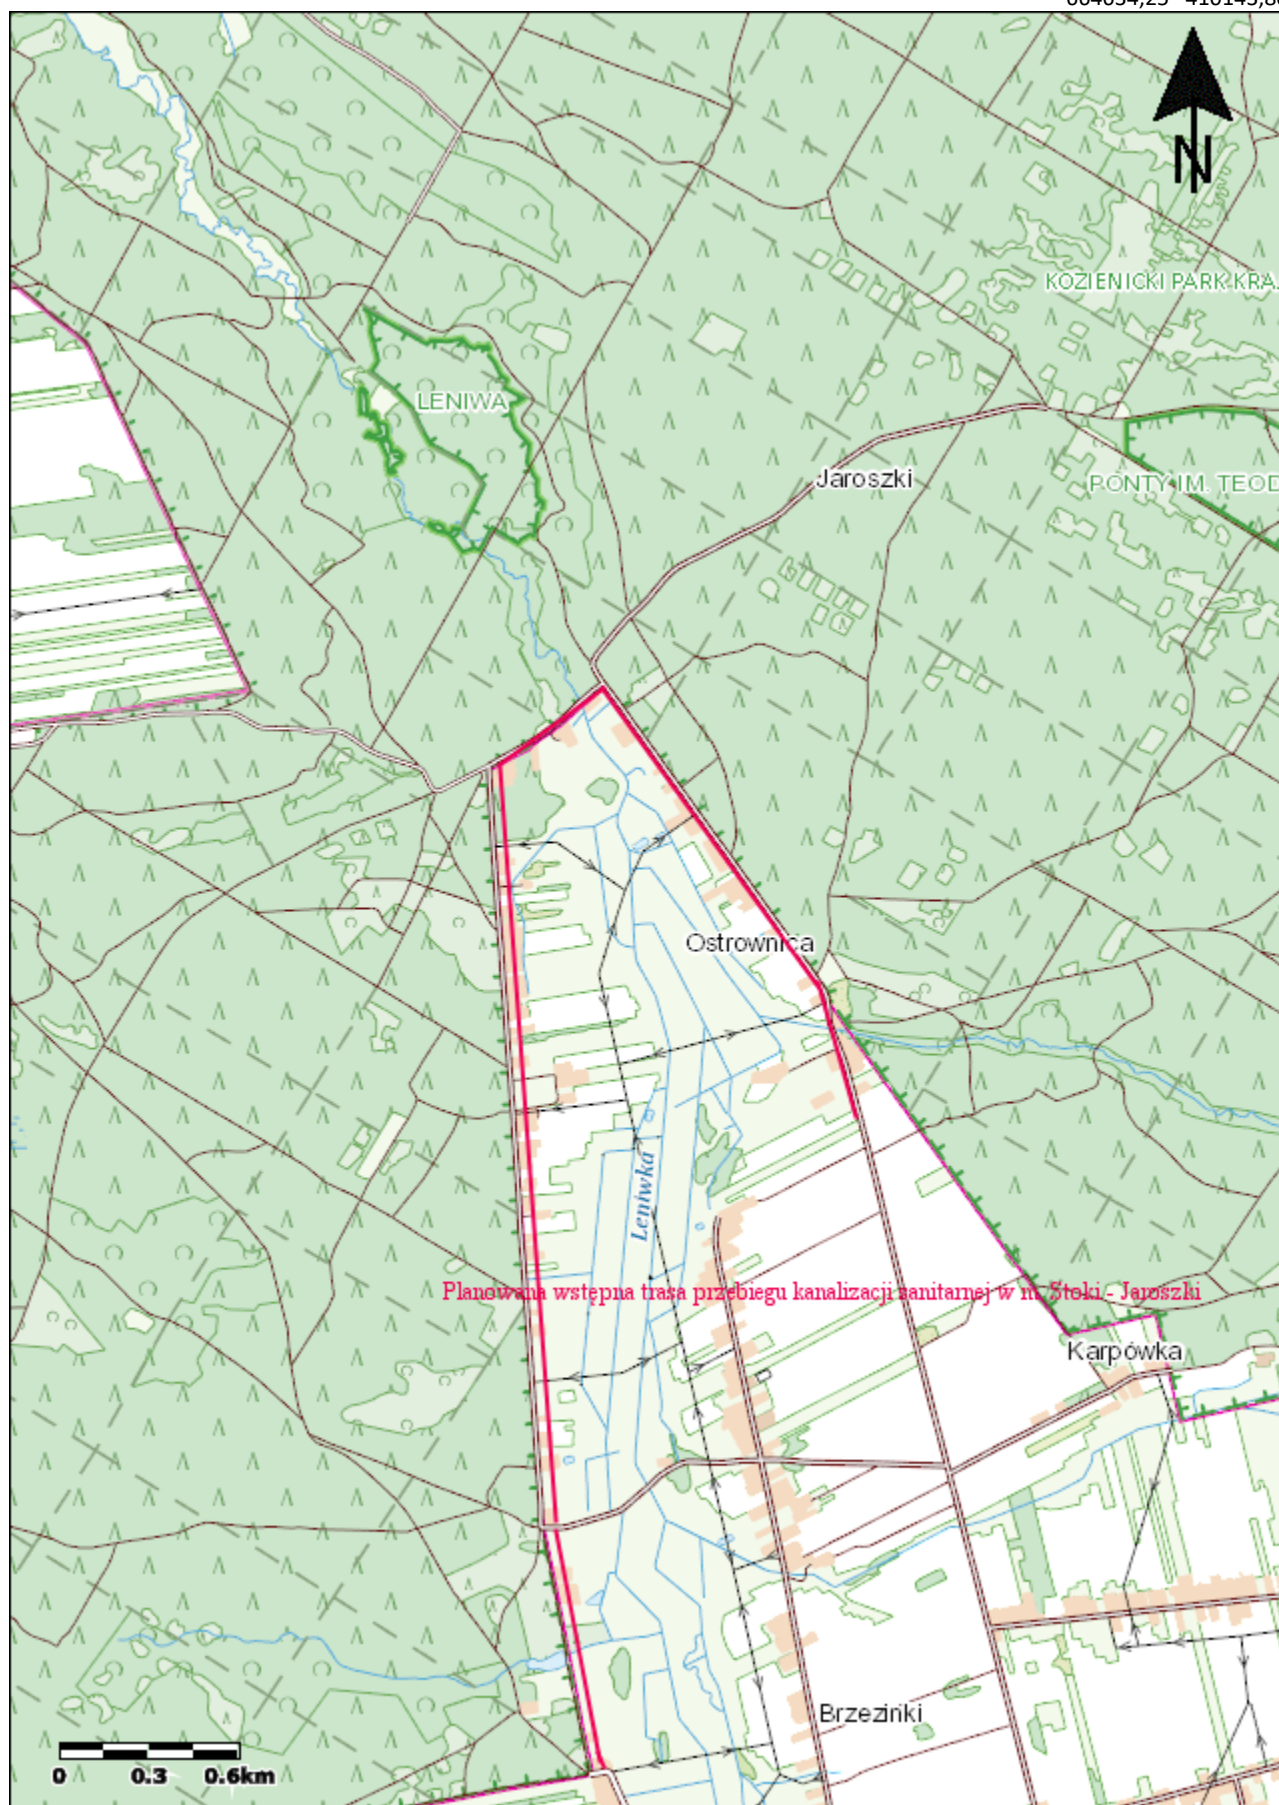 N
KOZIENICKI PARK KRA
LENIWA
Jaroszki
PONTY IM. TEOD
Ostrownica
Leniwka
Planowana wstępna trasa przebiegu kanalizacji sanitarnej w m. Stoki - Jaroszki
Karpówka
Brzezinki
0 0.3 0.6km